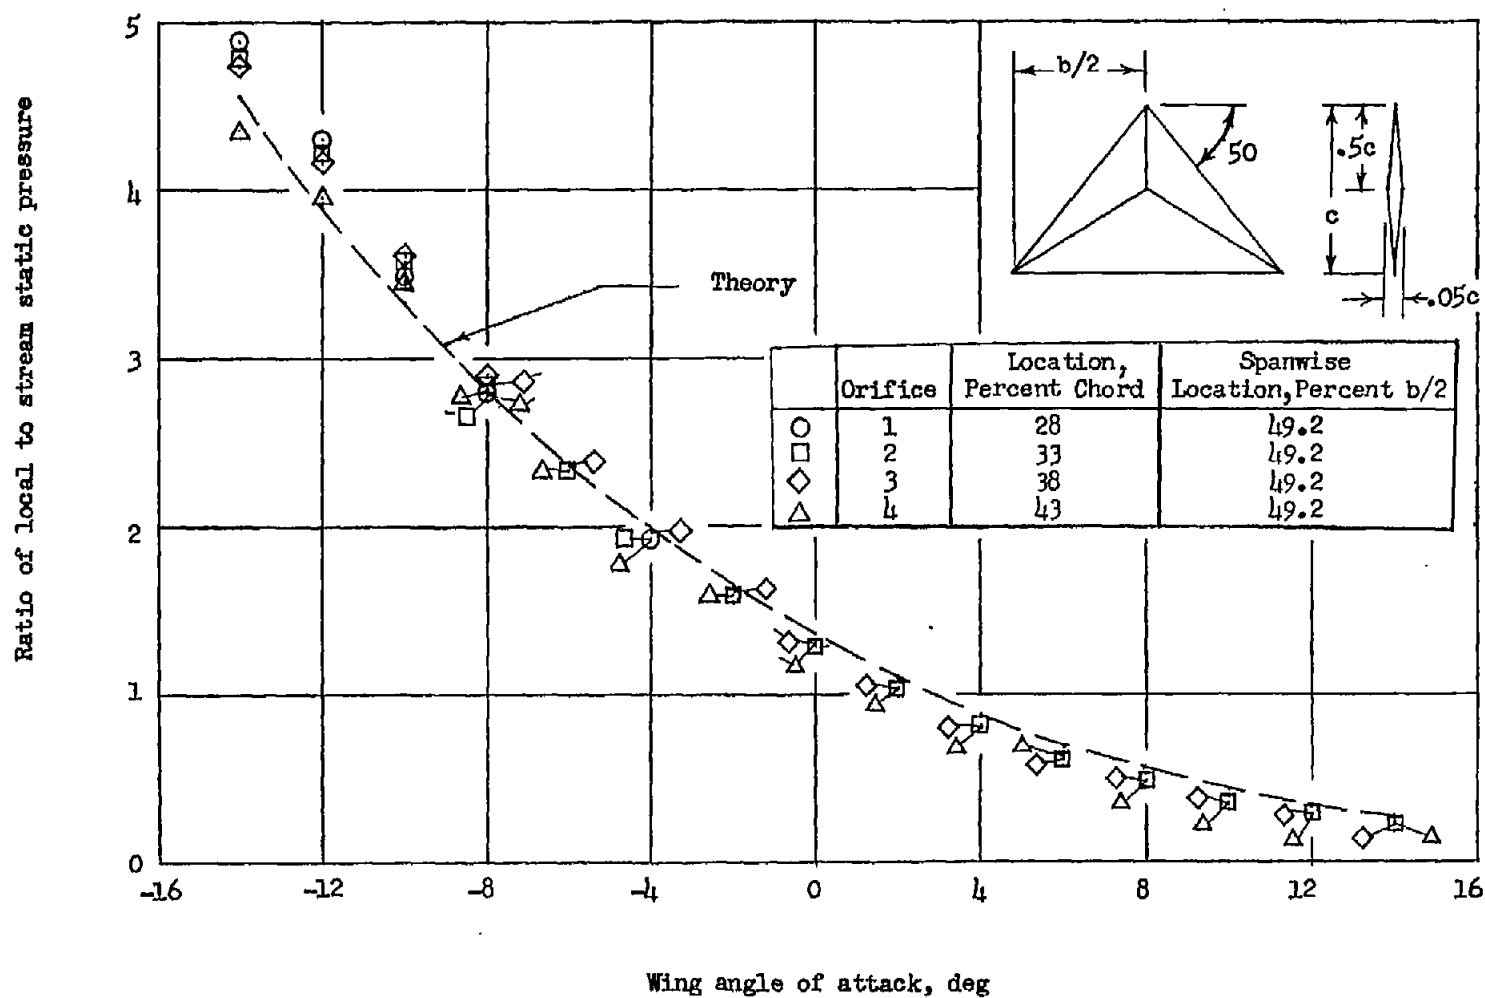 Ratio of local to stream static pressure
5
4
3
2
1
0
-16
-12
-8
-4
0
4
8
12
16
Wing angle of attack, deg
Theory
b/2
50
.5c
c
.05c
Orifice
Location, Percent Chord
Spanwise Location,Percent b/2
1 28 49.2
2 33 49.2
3 38 49.2
4 43 49.2